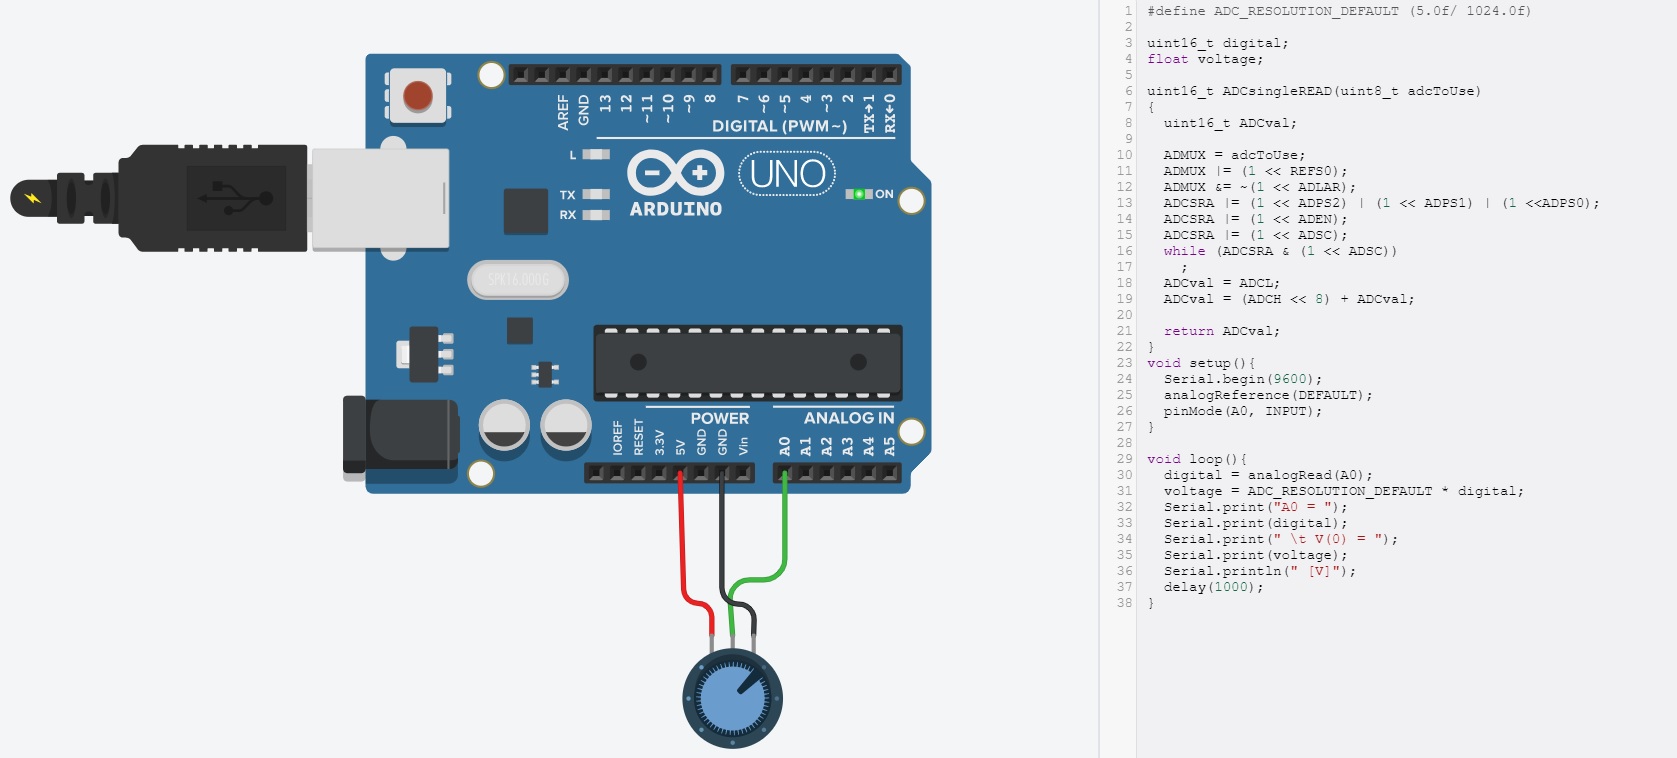 AREF
GND
13
12
~11
~10
~9
8
7
~6
~5
4
~3
2
TX→1
RX←0
DIGITAL (PWM~)
L
TX
RX
ARDUINO
UNO
ON
SPK16.000G
POWER
ANALOG IN
IOREF
RESET
3.3V
5V
GND
GND
Vin
A0
A1
A2
A3
A4
A5
1 #define ADC_RESOLUTION_DEFAULT (5.0f/ 1024.0f)
2
3 uint16_t digital;
4 float voltage;
5
6 uint16_t ADCsingleREAD(uint8_t adcToUse)
7 {
8   uint16_t ADCval;
9
10   ADMUX = adcToUse;
11   ADMUX |= (1 << REFS0);
12   ADMUX &= ~(1 << ADLAR);
13   ADCSRA |= (1 << ADPS2) | (1 << ADPS1) | (1 <<ADPS0);
14   ADCSRA |= (1 << ADEN);
15   ADCSRA |= (1 << ADSC);
16   while (ADCSRA & (1 << ADSC))
17     ;
18   ADCval = ADCL;
19   ADCval = (ADCH << 8) + ADCval;
20
21   return ADCval;
22 }
23 void setup(){
24   Serial.begin(9600);
25   analogReference(DEFAULT);
26   pinMode(A0, INPUT);
27 }
28
29 void loop(){
30   digital = analogRead(A0);
31   voltage = ADC_RESOLUTION_DEFAULT * digital;
32   Serial.print("A0 = ");
33   Serial.print(digital);
34   Serial.print(" \t V(0) = ");
35   Serial.print(voltage);
36   Serial.println(" [V]");
37   delay(1000);
38 }